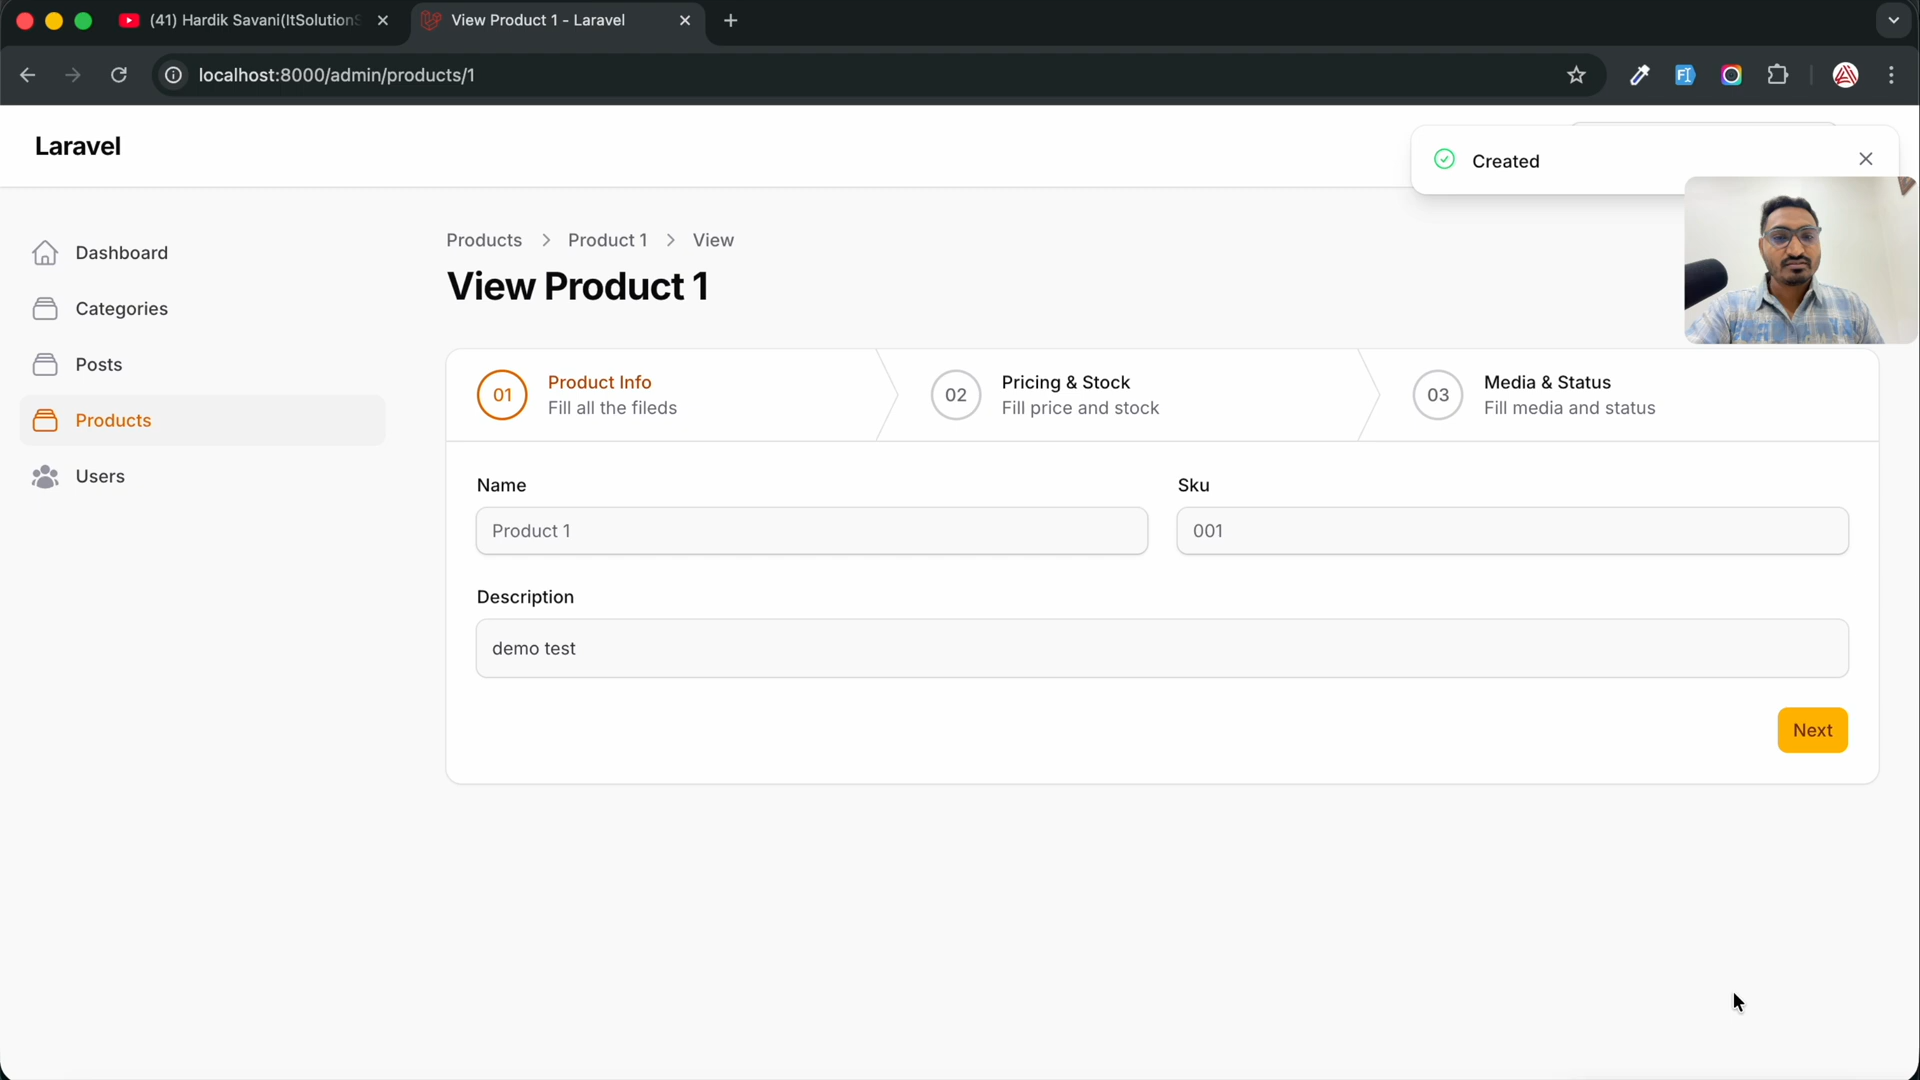 (41) Hardik Savani(ItSolutionS
View Product 1 - Laravel
localhost:8000/admin/products/1
Laravel
Created
Dashboard
Categories
Posts
Products
Users
Products > Product 1 > View
View Product 1
01
Product Info
Fill all the fileds
02
Pricing & Stock
Fill price and stock
03
Media & Status
Fill media and status
Name
Product 1
Sku
001
Description
demo test
Next